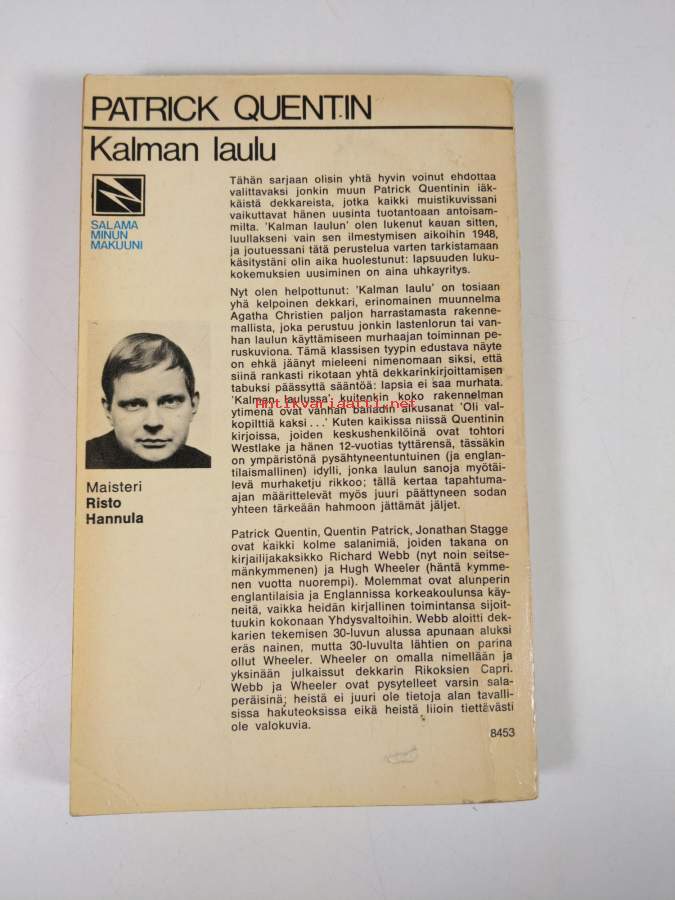 PATRICK QUENTIN
Kalman laulu
SALAMA
MINUN
MAKUUNI
Tähän sarjaan olisin yhtä hyvin voinut ehdottaa
valittavaksi jonkin muun Patrick Quentinin iäk-
käistä dekkareista, jotka kaikki muistikuvissani
vaikuttavat hänen uusinta tuotantoaan antoisam-
milta. 'Kalman laulun' olen lukenut kauan sitten,
luullakseni vain sen ilmestymisen aikoihin 1948,
ja joutuessani tätä perustelua varten tarkistamaan
käsitystäni olin aika huolestunut: lapsuuden luku-
kokemuksien uusiminen on aina uhkayritys.
Nyt olen helpottunut: 'Kalman laulu' on tosiaan
yhä kelpoinen dekkari, erinomainen muunnelma
Agatha Christien paljon harrastamasta rakenne-
mallista, joka perustuu jonkin lastenlorun tai van-
han laulun käyttämiseen murhaajan toiminnan pe-
ruskuviona. Tämä klassisen tyypin edustava näyte
on ehkä jäänyt mieleeni nimenomaan siksi, että
siinä rankasti rikotaan yhtä dekkarinkirjoittamisen
tabuksi päässyttä sääntöä: lapsia ei saa murhata.
'Kalman laulussa' kuitenkin koko rakennelman
ytimenä ovat vanhan balladin alkusanat 'Oli val-
kopilttiä kaksi...' Kuten kaikissa niissä Quentinin
kirjoissa, joiden keskushenkilöinä ovat tohtori
Westlake ja hänen 12-vuotias tyttärensä, tässäkin
on ympäristönä pysähtyneentuntuinen (ja englan-
tilaismallinen) idylli, jonka laulun sanoja myötäi-
levä murhaketju rikkoo; tällä kertaa tapahtuma-
ajan määrittelevät myös juuri päättyneen sodan
yhteen tärkeään hahmoon jättämät jäljet.
Antikvariaatti.net
Maisteri
Risto
Hannula
Patrick Quentin, Quentin Patrick, Jonathan Stagge
ovat kaikki kolme salanimiä, joiden takana on
kirjailijakaksikko Richard Webb (nyt noin seitse-
mänkymmenen) ja Hugh Wheeler (häntä kymme-
nen vuotta nuorempi). Molemmat ovat alunperin
englantilaisia ja Englannissa korkeakoulunsa käy-
neitä, vaikka heidän kirjallinen toimintansa sijoit-
tuukin kokonaan Yhdysvaltoihin. Webb aloitti dek-
karien tekemisen 30-luvun alussa apunaan aluksi
eräs nainen, mutta 30-luvulta lähtien on parina
ollut Wheeler. Wheeler on omalla nimellään ja
yksinään julkaissut dekkarin Rikoksien Capri.
Webb ja Wheeler ovat pysytelleet varsin sala-
peräisinä; heistä ei juuri ole tietoja alan tavalli-
sissa hakuteoksissa eikä heistä liioin tiettävästi
ole valokuvia.
8453